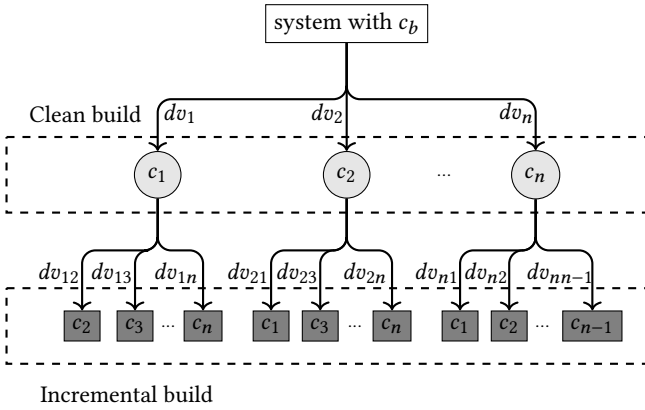 system with c_b
Clean build
dv_1 dv_2 dv_n
c_1 c_2 ... c_n
dv_12 dv_13 dv_1n dv_21 dv_23 dv_2n dv_n1 dv_n2 dv_nn−1
c_2 c_3 ... c_n c_1 c_3 ... c_n c_1 c_2 ... c_n−1
Incremental build